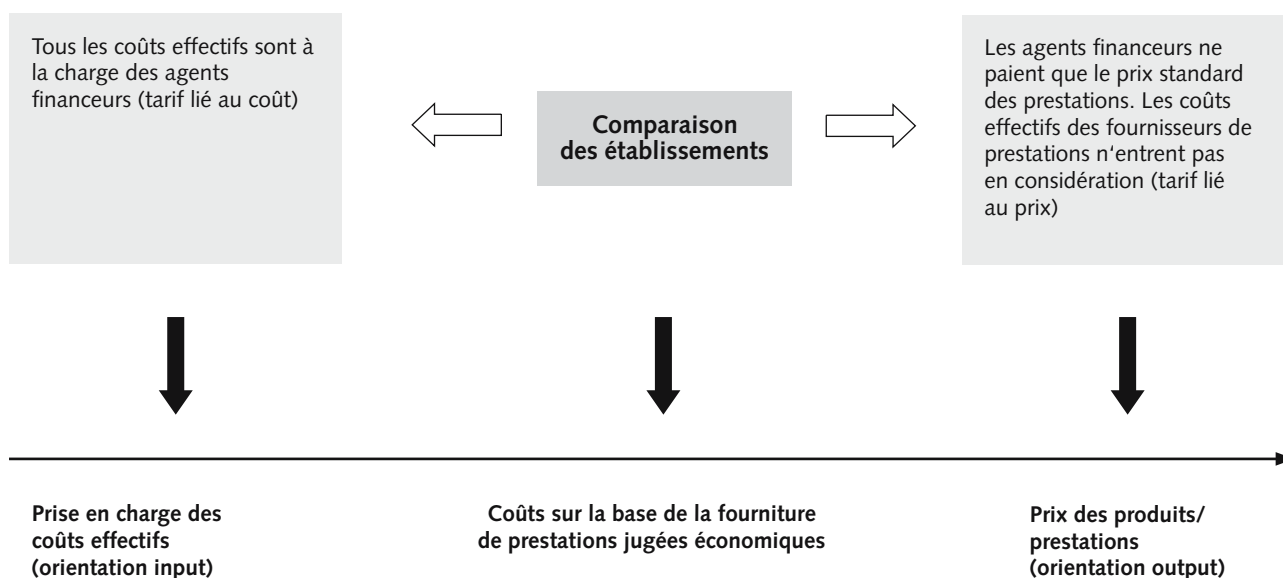 Tous les coûts effectifs sont à
la charge des agents
financeurs (tarif lié au coût)
Comparaison
des établissements
Les agents financeurs ne
paient que le prix standard
des prestations. Les coûts
effectifs des fournisseurs de
prestations n‘entrent pas
en considération (tarif lié
au prix)
Prise en charge des
coûts effectifs
(orientation input)
Coûts sur la base de la fourniture
de prestations jugées économiques
Prix des produits/
prestations
(orientation output)